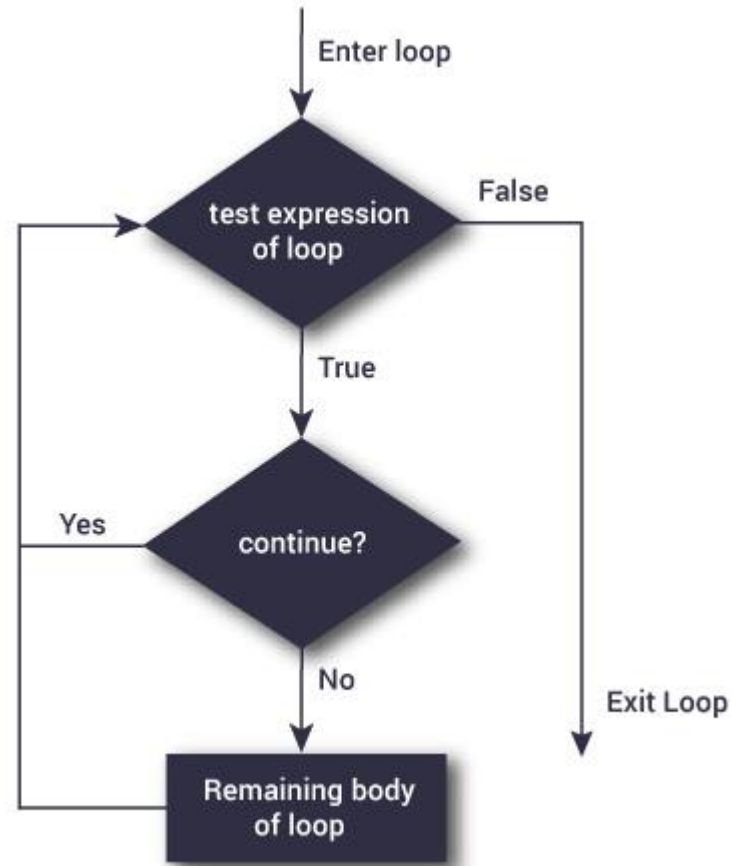 Enter loop
test expression
of loop
False
True
Yes
continue?
No
Exit Loop
Remaining body
of loop